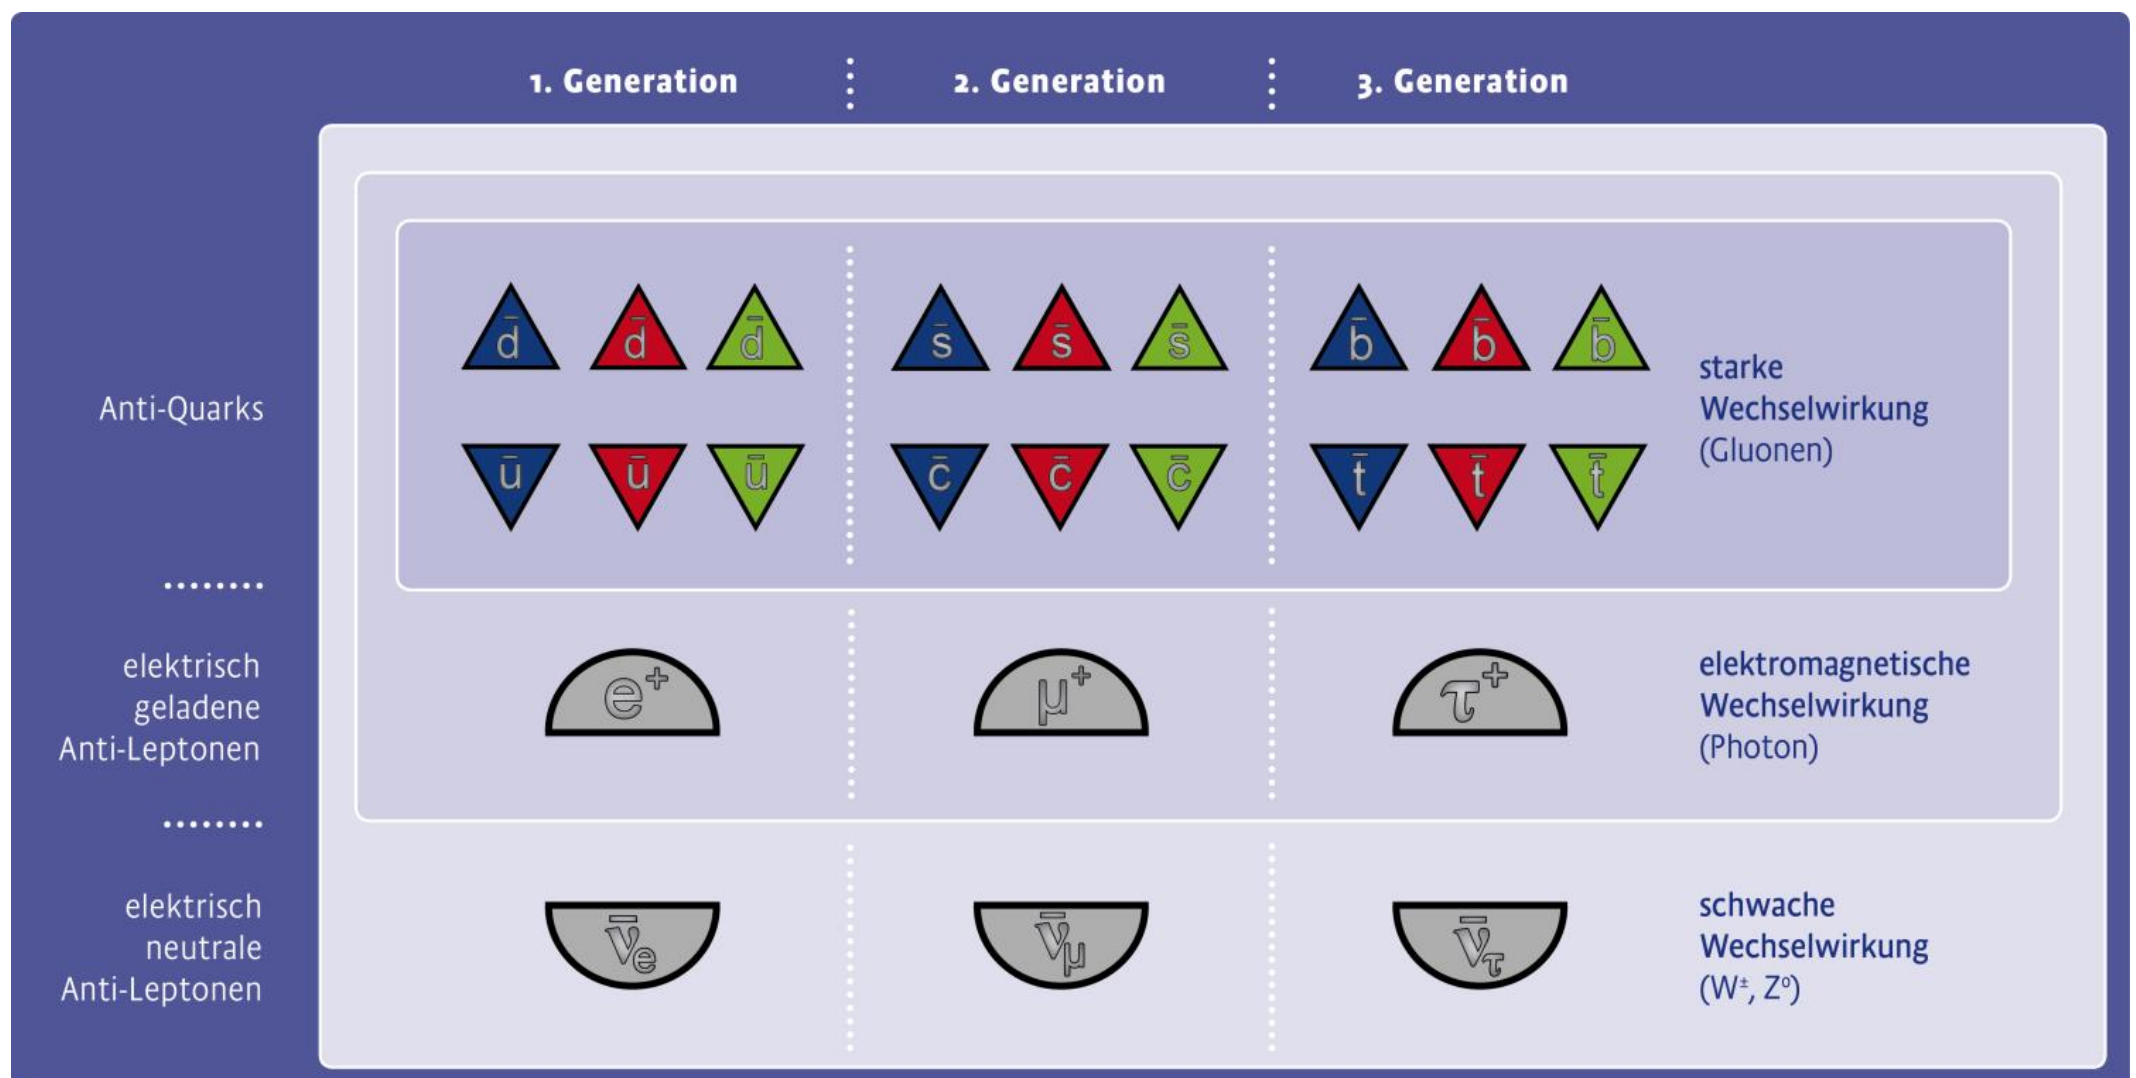 1. Generation
2. Generation
3. Generation
Anti-Quarks
d̄ d̄ d̄ s̄ s̄ s̄ b̄ b̄ b̄
ū ū ū c̄ c̄ c̄ t̄ t̄ t̄
starke
Wechselwirkung
(Gluonen)
elektrisch
geladene
Anti-Leptonen
e⁺ μ⁺ τ⁺
elektromagnetische
Wechselwirkung
(Photon)
elektrisch
neutrale
Anti-Leptonen
ν̄e ν̄μ ν̄τ
schwache
Wechselwirkung
(W±, Z⁰)